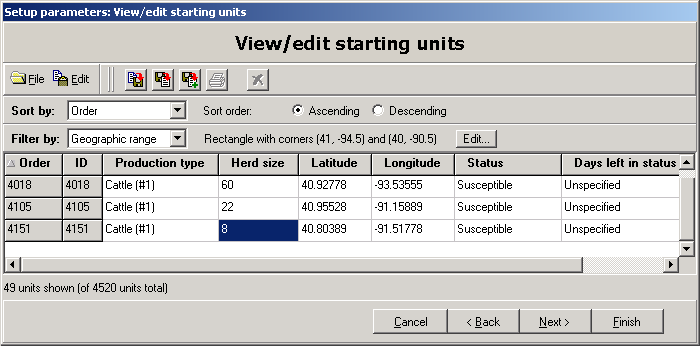 Setup parameters: View/edit starting units
View/edit starting units
File Edit
Sort by: Order Sort order: Ascending Descending
Filter by: Geographic range Rectangle with corners (41, -94.5) and (40, -90.5) Edit...
Order ID Production type Herd size Latitude Longitude Status Days left in status
4018 4018 Cattle (#1) 60 40.92778 -93.53555 Susceptible Unspecified
4105 4105 Cattle (#1) 22 40.95528 -91.15889 Susceptible Unspecified
4151 4151 Cattle (#1) 8 40.80389 -91.51778 Susceptible Unspecified
49 units shown (of 4520 units total)
Cancel < Back Next > Finish